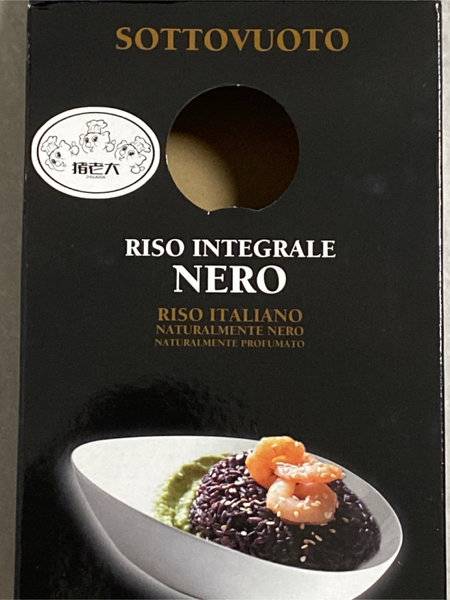 SOTTOVUOTO
猪老大
RISO INTEGRALE
NERO
RISO ITALIANO
NATURALMENTE NERO
NATURALMENTE PROFUMATO